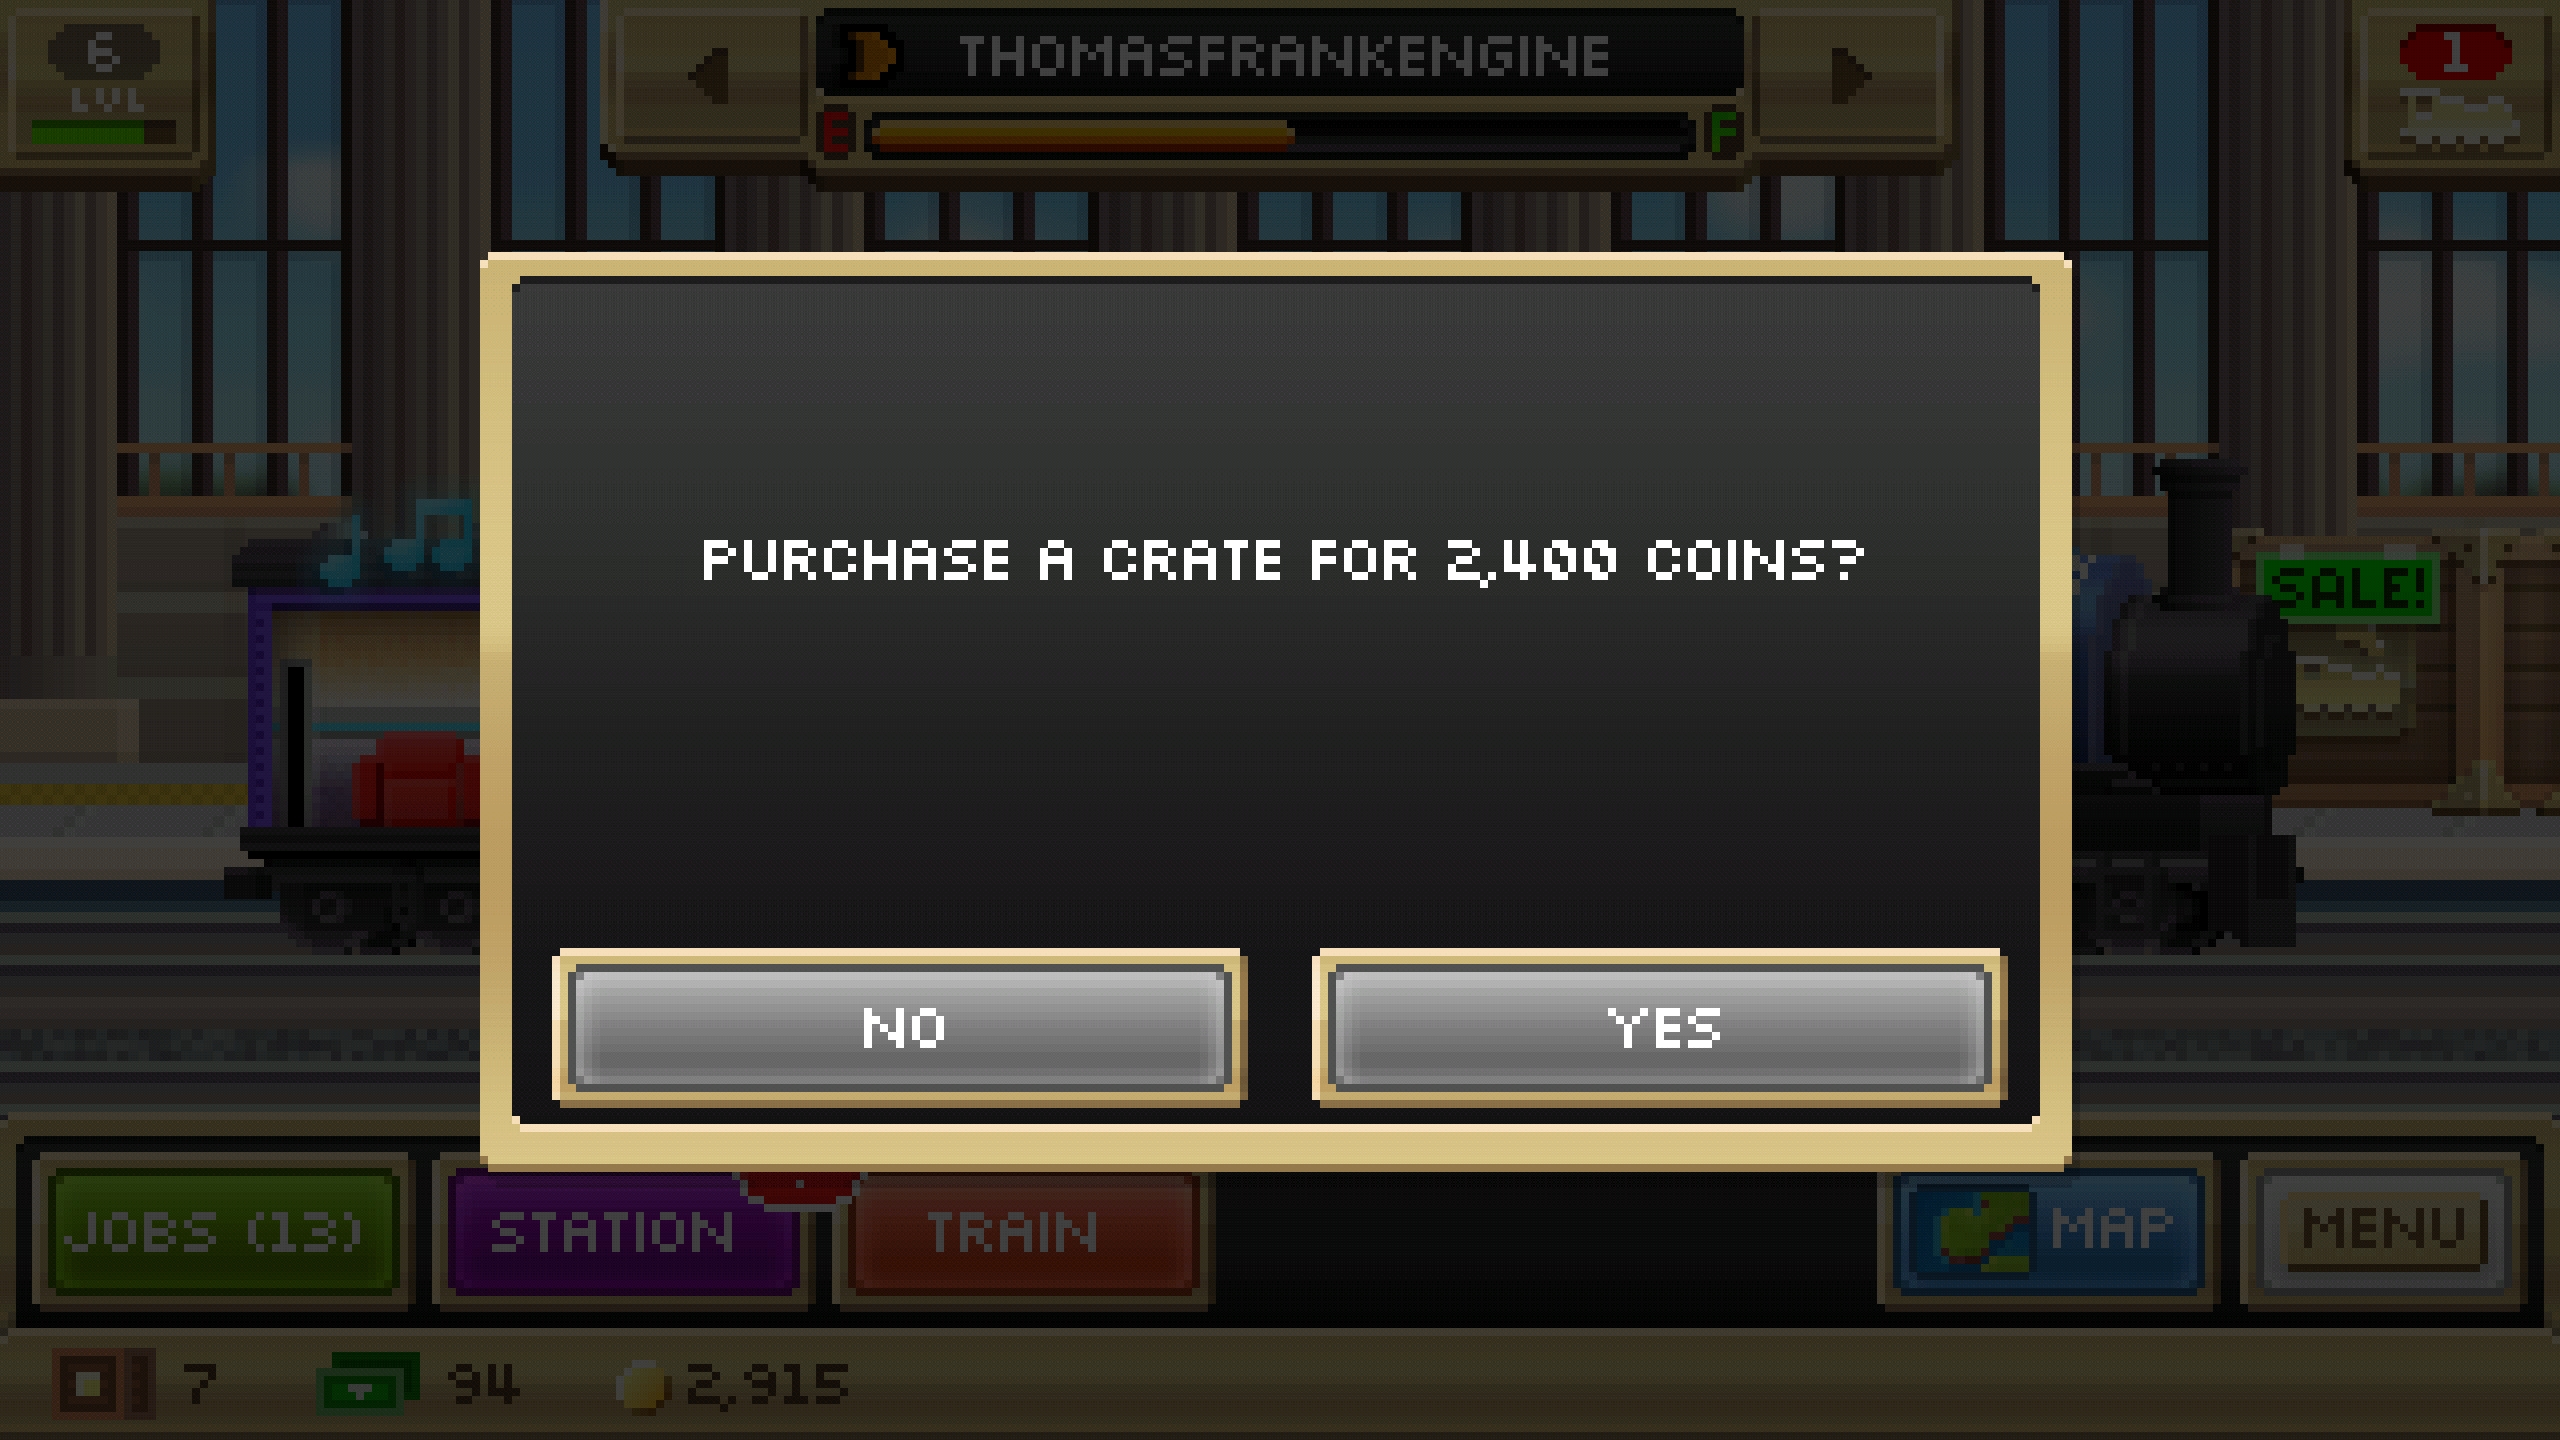 6
LVL
THOMASFRANKENGINE
E
F
1
PURCHASE A CRATE FOR 2,400 COINS?
SALE!
NO
YES
JOBS (13)
STATION
TRAIN
MAP
MENU
7
94
2,915